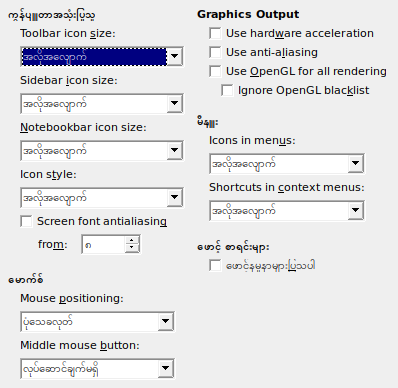 ကွန်ပျူတာအသုံးပြုသူ
Toolbar icon size:
အလိုအလျောက်
Sidebar icon size:
အလိုအလျောက်
Notebookbar icon size:
အလိုအလျောက်
Icon style:
အလိုအလျောက်
Screen font antialiasing
from:
၈
မောက်စ်
Mouse positioning:
ပုံသေခလုတ်
Middle mouse button:
လုပ်ဆောင်ချက်မရှိ
Graphics Output
Use hardware acceleration
Use anti-aliasing
Use OpenGL for all rendering
Ignore OpenGL blacklist
မီနူး
Icons in menus:
အလိုအလျောက်
Shortcuts in context menus:
အလိုအလျောက်
ဖောင့် စာရင်းများ
ဖောင့်နမူနာများပြသပါ